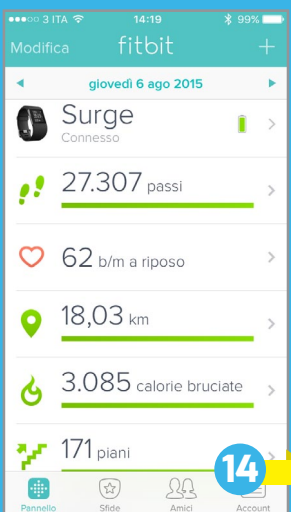 3 ITA 14:19 99%
Modifica fitbit +
giovedì 6 ago 2015
Surge
Connesso
27.307 passi
62 b/m a riposo
18,03 km
3.085 calorie bruciate
171 piani
14
Pannello Sfide Amici Account